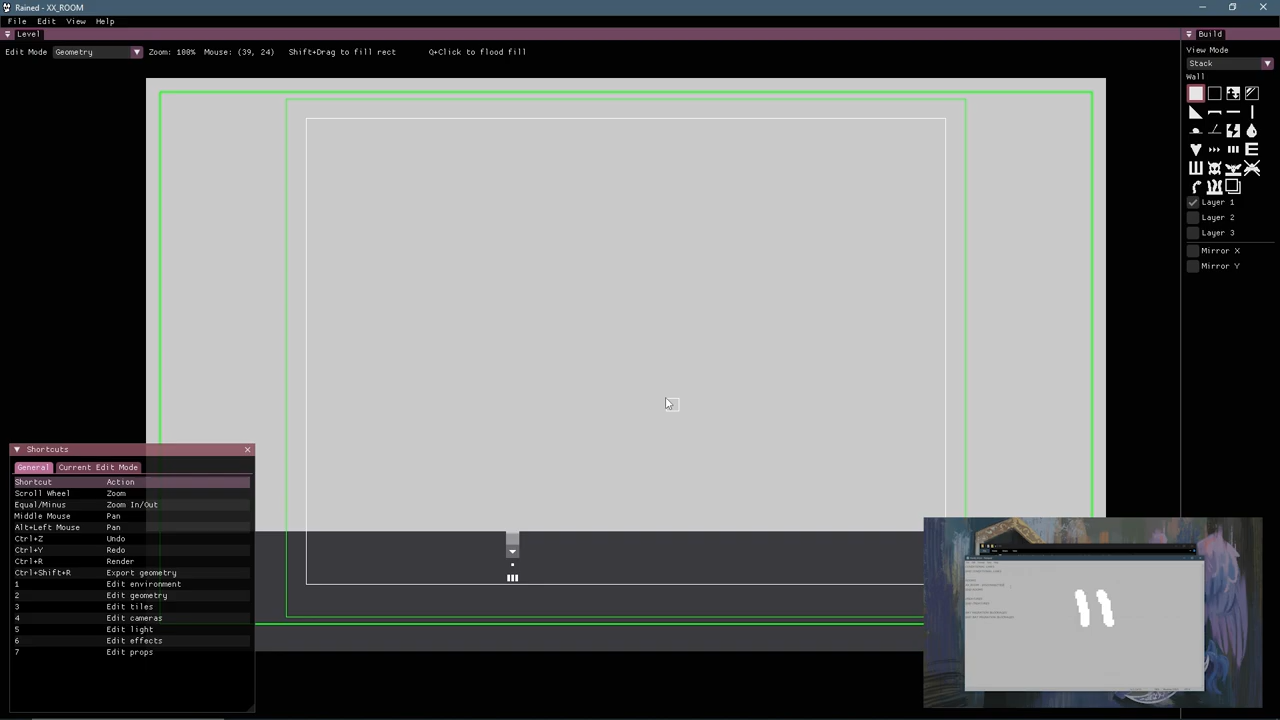 Rained - XX_ROOM
File Edit View Help
Level
Build
Edit Mode Geometry Zoom: 100% Mouse: (39, 24) Shift+Drag to fill rect Q+Click to flood fill
View Mode
Stack
Wall
Layer 1
Layer 2
Layer 3
Mirror X
Mirror Y
Shortcuts
General Current Edit Mode
Shortcut Action
Scroll Wheel Zoom
Equal/Minus Zoom In/Out
Middle Mouse Pan
Alt+Left Mouse Pan
Ctrl+Z Undo
Ctrl+Y Redo
Ctrl+R Render
Ctrl+Shift+R Export geometry
1 Edit environment
2 Edit geometry
3 Edit tiles
4 Edit cameras
5 Edit light
6 Edit effects
7 Edit props